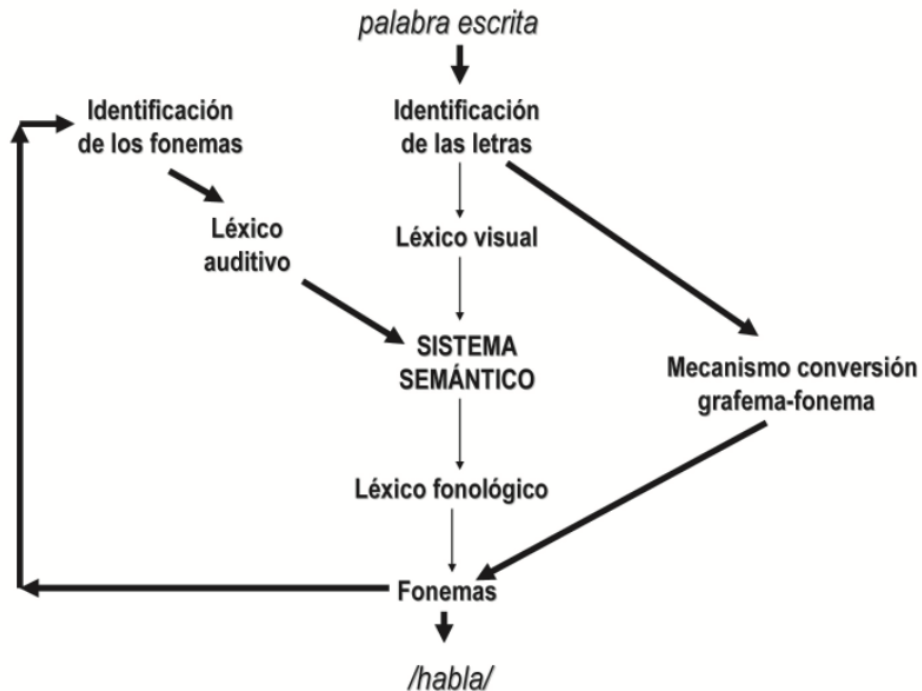 palabra escrita
Identificación
de los fonemas
Identificación
de las letras
Léxico
auditivo
Léxico visual
SISTEMA
SEMÁNTICO
Mecanismo conversión
grafema-fonema
Léxico fonológico
Fonemas
/habla/